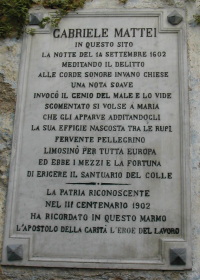 GABRIELE MATTEI
IN QUESTO SITO
LA NOTTE DEL 14 SETTEMBRE 1602
MEDITANDO IL DELITTO
ALLE CORDE SONORE INVANO CHIESE
UNA NOTA SOAVE
INVOCÒ IL GENIO DEL MALE E LO VIDE
SGOMENTATO SI VOLSE A MARIA
CHE GLI APPARVE ADDITANDOGLI
LA SUA EFFIGIE NASCOSTA TRA LE RUPI
FERVENTE PELLEGRINO
LIMOSINÒ PER TUTTA EUROPA
ED EBBE I MEZZI E LA FORTUNA
DI ERIGERE IL SANTUARIO DEL COLLE
LA PATRIA RICONOSCENTE
NEL III CENTENARIO 1902
HA RICORDATO IN QUESTO MARMO
L'APOSTOLO DELLA CARITÀ L'EROE DEL LAVORO